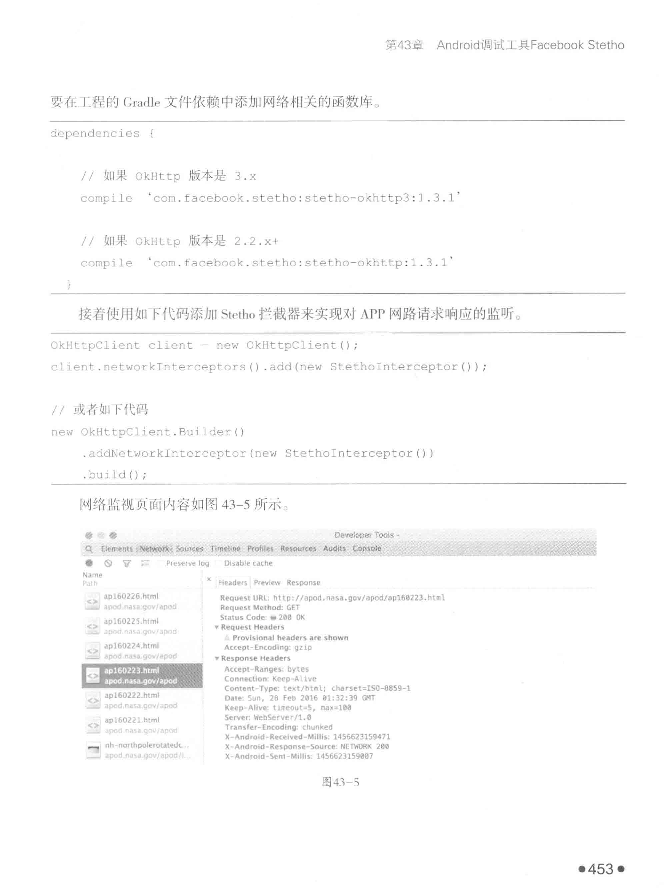 第43章 Android调试工具Facebook Stetho
要在工程的 Gradle 文件依赖中添加网络相关的函数库。
dependencies {
// 如果 OkHttp 版本是 3.x
compile 'com.facebook.stetho:stetho-okhttp3:1.3.1'
// 如果 OkHttp 版本是 2.2.x+
compile 'com.facebook.stetho:stetho-okhttp:1.3.1'
}
接着使用如下代码添加 Stetho 拦截器来实现对 APP 网路请求响应的监听。
OkHttpClient client = new OkHttpClient();
client.networkInterceptors().add(new StethoInterceptor());
// 或者如下代码
new OkHttpClient.Builder()
.addNetworkInterceptor(new StethoInterceptor())
.build();
网络监视页面内容如图 43-5 所示。
Developer Tools -
Elements Network Sources Timeline Profiles Resources Audits Console
Preserve log Disable cache
Name
Path
× Headers Preview Response
ap160226.html
apod.nasa.gov/apod
ap160225.html
apod.nasa.gov/apod
ap160224.html
apod.nasa.gov/apod
ap160223.html
apod.nasa.gov/apod
ap160222.html
apod.nasa.gov/apod
ap160221.html
apod.nasa.gov/apod
nh-northpolerotatedc...
apod.nasa.gov/apod/i...
Request URL: http://apod.nasa.gov/apod/ap160223.html
Request Method: GET
Status Code: 200 OK
▼ Request Headers
⚠ Provisional headers are shown
Accept-Encoding: gzip
▼ Response Headers
Accept-Ranges: bytes
Connection: Keep-Alive
Content-Type: text/html; charset=ISO-8859-1
Date: Sun, 28 Feb 2016 01:32:39 GMT
Keep-Alive: timeout=5, max=100
Server: WebServer/1.0
Transfer-Encoding: chunked
X-Android-Received-Millis: 1456623159471
X-Android-Response-Source: NETWORK 200
X-Android-Sent-Millis: 1456623159007
图43-5
●453●